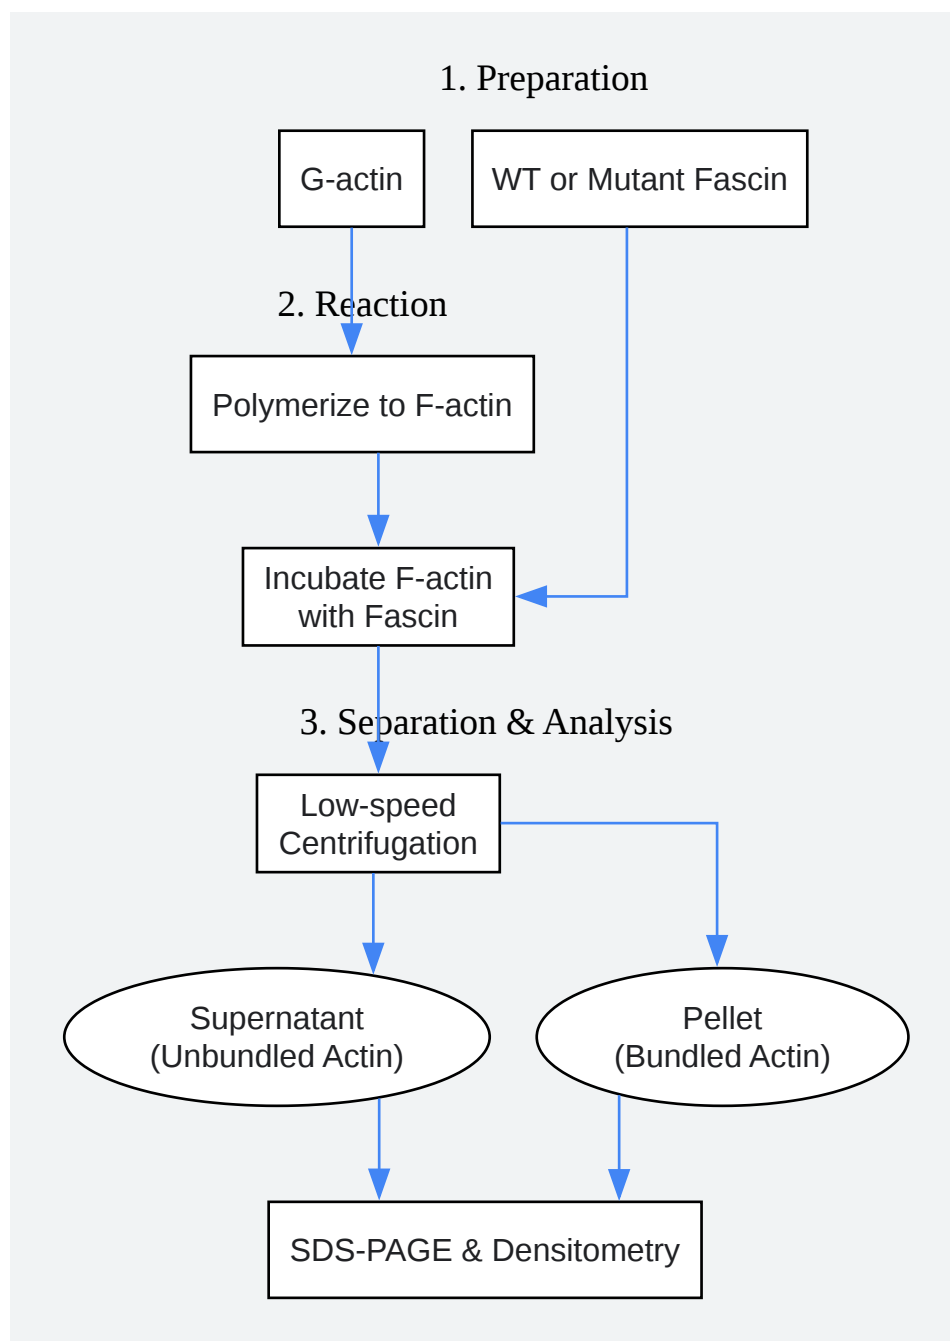 1. Preparation
G-actin
WT or Mutant Fascin
2. Reaction
Polymerize to F-actin
Incubate F-actin
with Fascin
3. Separation & Analysis
Low-speed
Centrifugation
Supernatant
(Unbundled Actin)
Pellet
(Bundled Actin)
SDS-PAGE & Densitometry